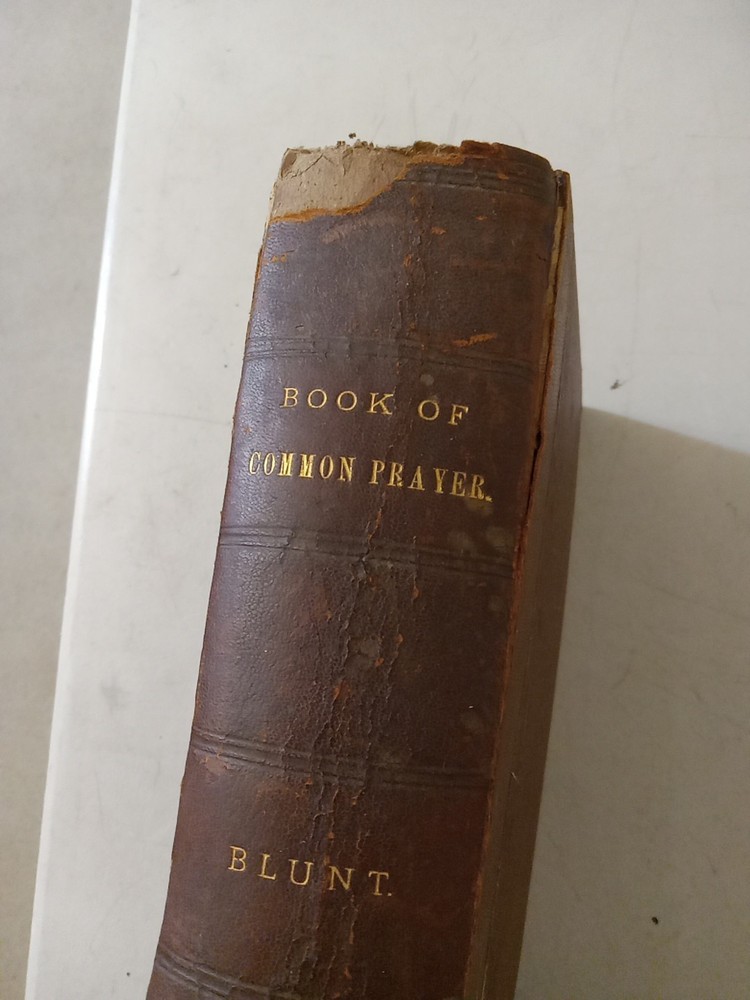 BOOK OF
COMMON PRAYER.
BLUNT.